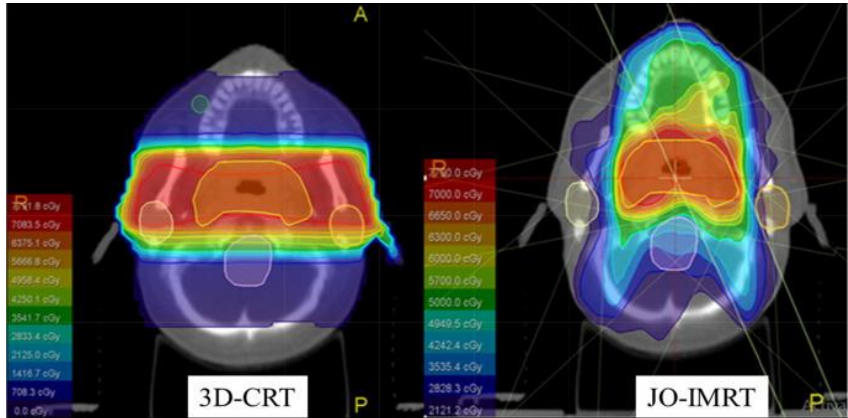 A
R
7083.5 cGy
6375.1 cGy
5666.8 cGy
4958.4 cGy
4250.1 cGy
3541.7 cGy
2833.4 cGy
2125.0 cGy
1416.7 cGy
708.3 cGy
0.0 cGy
3D-CRT
P
R
7000.0 cGy
6650.0 cGy
6300.0 cGy
6000.0 cGy
5700.0 cGy
5000.0 cGy
4949.5 cGy
4242.4 cGy
3535.4 cGy
2828.3 cGy
2121.2 cGy
JO-IMRT
P